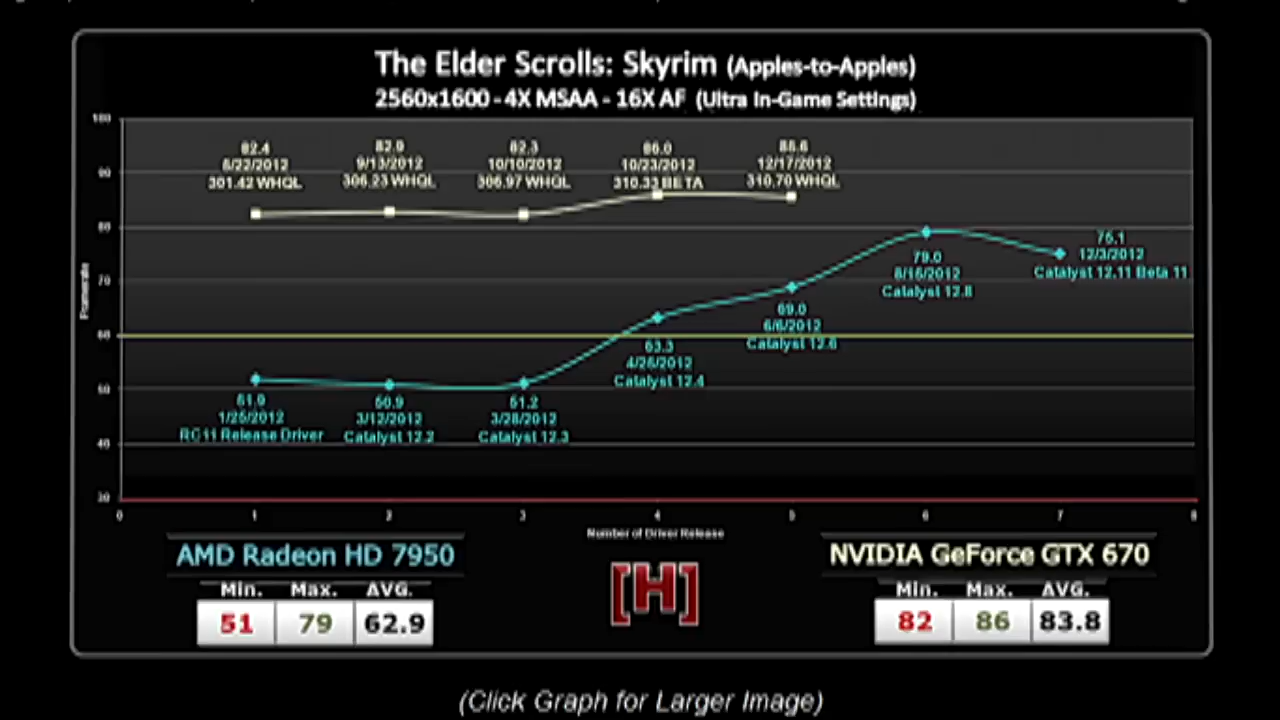 The Elder Scrolls: Skyrim (Apples-to-Apples)
2560x1600 - 4X MSAA - 16X AF (Ultra In-Game Settings)
100
90
80
70
60
50
40
30
Framerate
82.4
6/22/2012
301.42 WHQL
82.9
9/13/2012
306.23 WHQL
82.3
10/10/2012
306.97 WHQL
86.0
10/23/2012
310.33 BETA
12/17/2012
310.70 WHQL
1/25/2012
RC11 Release Driver
50.9
3/12/2012
Catalyst 12.2
51.2
3/28/2012
Catalyst 12.3
63.3
4/25/2012
Catalyst 12.4
69.0
6/6/2012
Catalyst 12.6
79.0
8/16/2012
Catalyst 12.8
75.1
12/3/2012
Catalyst 12.11 Beta 11
0 1 2 3 4 5 6 7 8
Number of Driver Release
AMD Radeon HD 7950
Min. Max. AVG.
51 79 62.9
[H]
NVIDIA GeForce GTX 670
Min. Max. AVG.
82 86 83.8
(Click Graph for Larger Image)